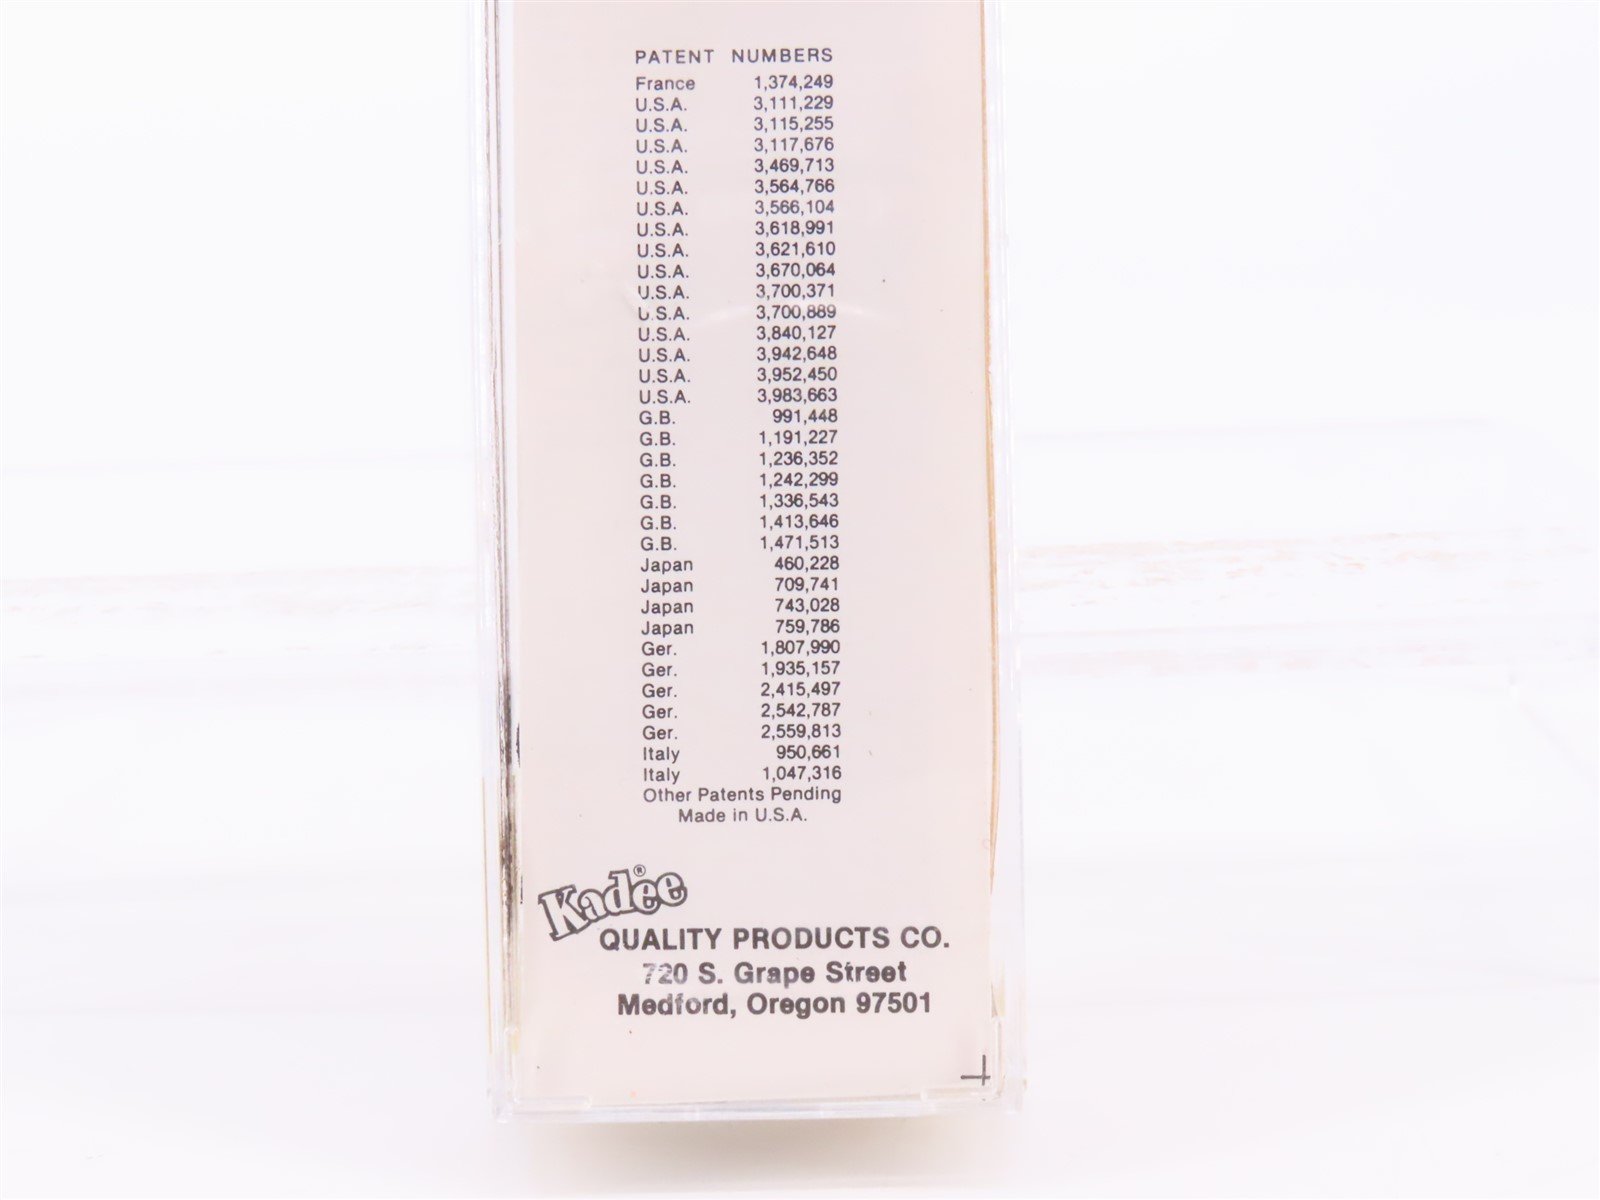 PATENT NUMBERS
France 1,374,249
U.S.A. 3,111,229
U.S.A. 3,115,255
U.S.A. 3,117,676
U.S.A. 3,469,713
U.S.A. 3,564,766
U.S.A. 3,566,104
U.S.A. 3,618,991
U.S.A. 3,621,610
U.S.A. 3,670,064
U.S.A. 3,700,371
U.S.A. 3,700,889
U.S.A. 3,840,127
U.S.A. 3,942,648
U.S.A. 3,952,450
U.S.A. 3,983,663
G.B. 991,448
G.B. 1,191,227
G.B. 1,236,352
G.B. 1,242,299
G.B. 1,336,543
G.B. 1,413,646
G.B. 1,471,513
Japan 460,228
Japan 709,741
Japan 743,028
Japan 759,786
Ger. 1,807,990
Ger. 1,935,157
Ger. 2,415,497
Ger. 2,542,787
Ger. 2,559,813
Italy 950,661
Italy 1,047,316
Other Patents Pending
Made in U.S.A.
Kadee®
QUALITY PRODUCTS CO.
720 S. Grape Street
Medford, Oregon 97501